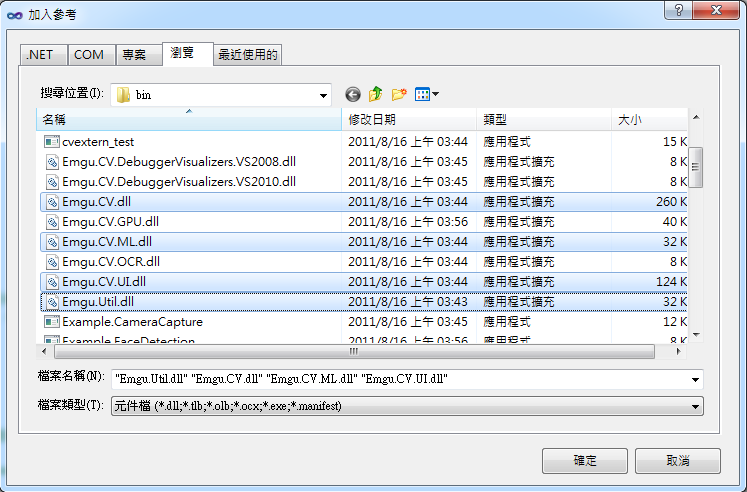 加入參考
.NET COM 專案 瀏覽 最近使用的
搜尋位置(I): bin
名稱 修改日期 類型 大小
cvextern_test 2011/8/16 上午 03:44 應用程式 15 K
Emgu.CV.DebuggerVisualizers.VS2008.dll 2011/8/16 上午 03:45 應用程式擴充 8 K
Emgu.CV.DebuggerVisualizers.VS2010.dll 2011/8/16 上午 03:45 應用程式擴充 8 K
Emgu.CV.dll 2011/8/16 上午 03:44 應用程式擴充 260 K
Emgu.CV.GPU.dll 2011/8/16 上午 03:56 應用程式擴充 40 K
Emgu.CV.ML.dll 2011/8/16 上午 03:44 應用程式擴充 32 K
Emgu.CV.OCR.dll 2011/8/16 上午 03:44 應用程式擴充 8 K
Emgu.CV.UI.dll 2011/8/16 上午 03:44 應用程式擴充 124 K
Emgu.Util.dll 2011/8/16 上午 03:43 應用程式擴充 32 K
Example.CameraCapture 2011/8/16 上午 03:45 應用程式 12 K
Example.FaceDetection 2011/8/16 上午 03:56 應用程式 8 K
檔案名稱(N): "Emgu.Util.dll" "Emgu.CV.dll" "Emgu.CV.ML.dll" "Emgu.CV.UI.dll"
檔案類型(T): 元件檔 (*.dll;*.tlb;*.olb;*.ocx;*.exe;*.manifest)
確定 取消